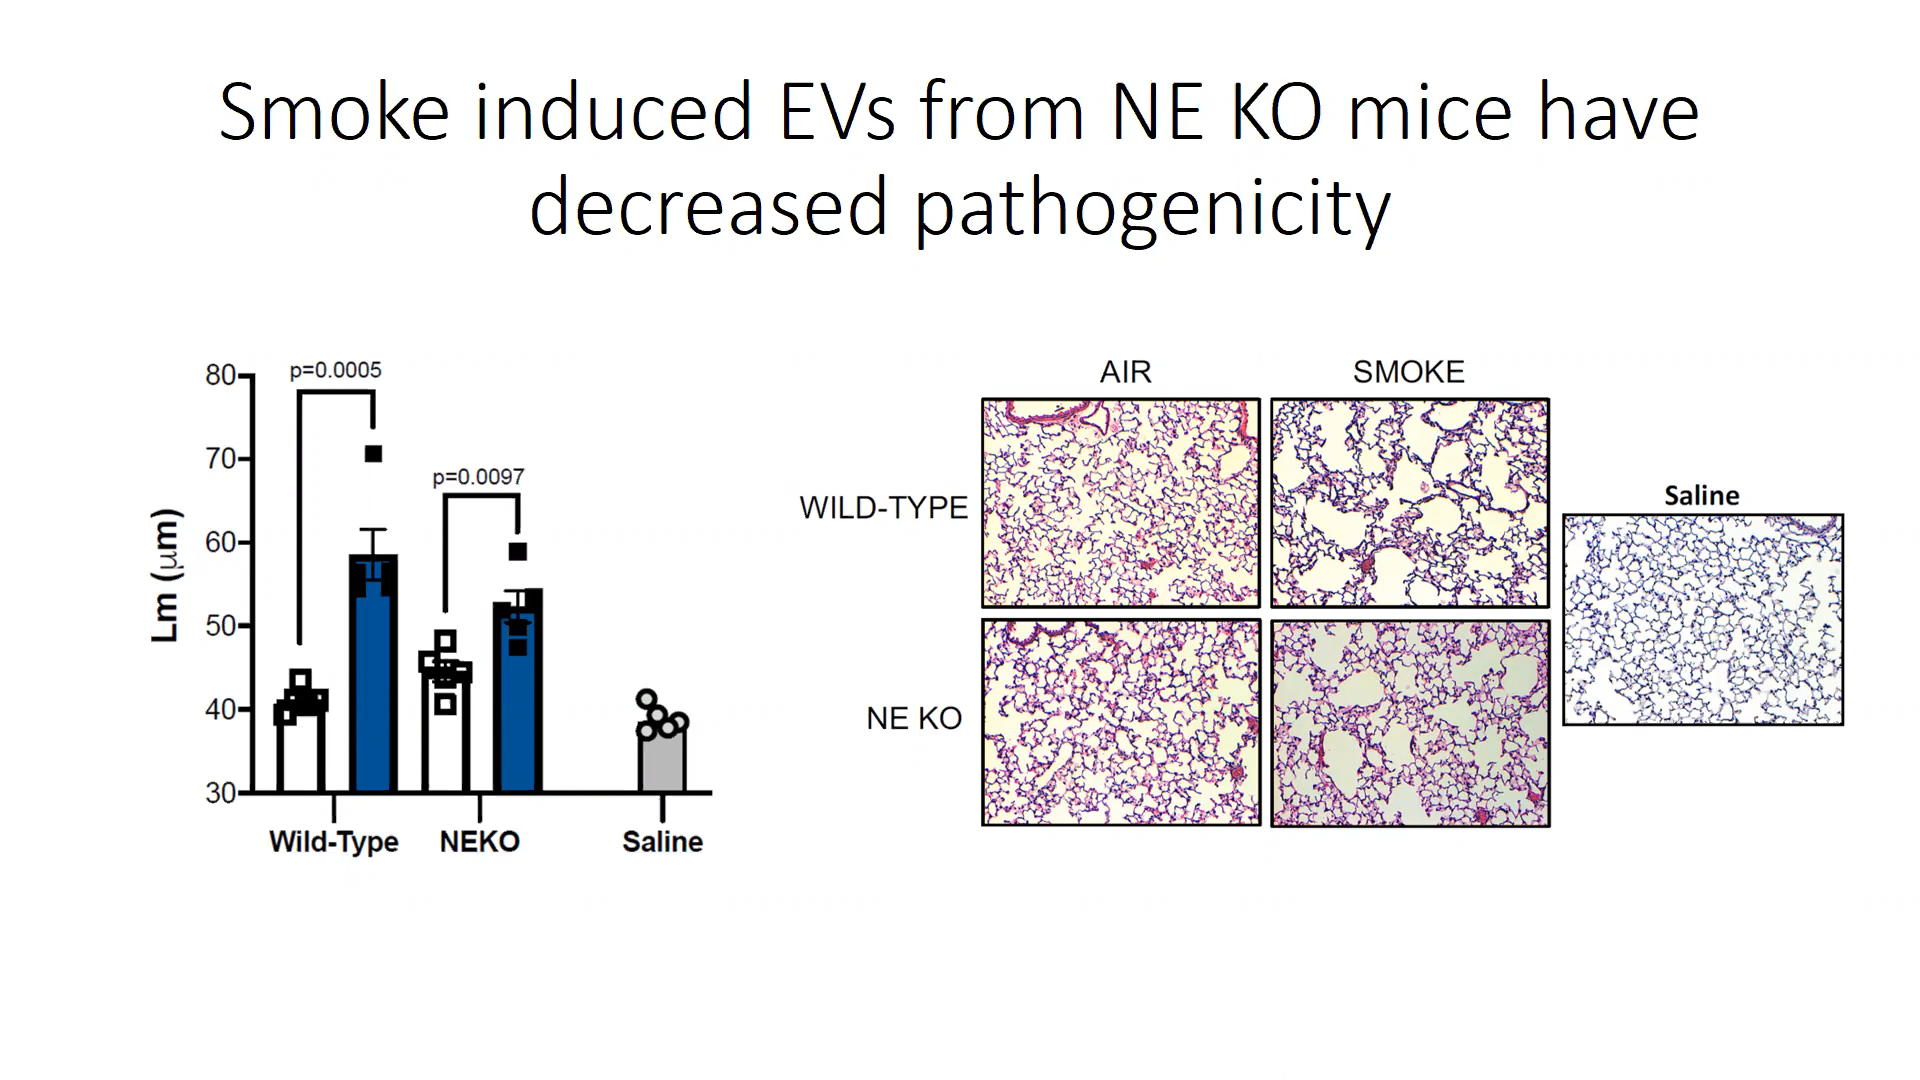 Smoke induced EVs from NE KO mice have
decreased pathogenicity
80
70
60
50
40
30
Lm (μm)
p=0.0005
p=0.0097
Wild-Type
NEKO
Saline
AIR
SMOKE
WILD-TYPE
NE KO
Saline